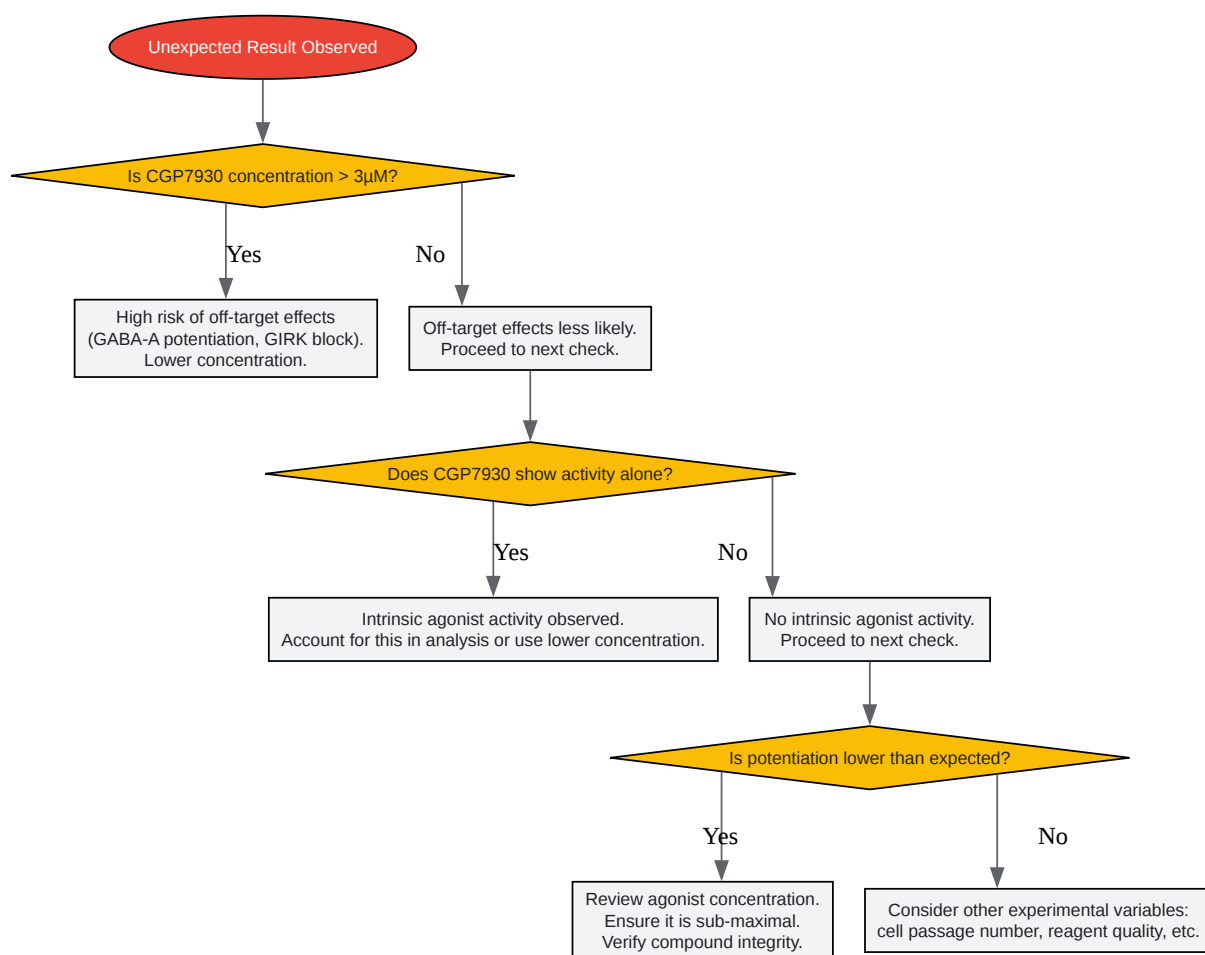 Unexpected Result Observed
Is CGP7930 concentration > 3µM?
Yes
No
High risk of off-target effects
(GABA-A potentiation, GIRK block).
Lower concentration.
Off-target effects less likely.
Proceed to next check.
Does CGP7930 show activity alone?
Yes
No
Intrinsic agonist activity observed.
Account for this in analysis or use lower concentration.
No intrinsic agonist activity.
Proceed to next check.
Is potentiation lower than expected?
Yes
No
Review agonist concentration.
Ensure it is sub-maximal.
Verify compound integrity.
Consider other experimental variables:
cell passage number, reagent quality, etc.